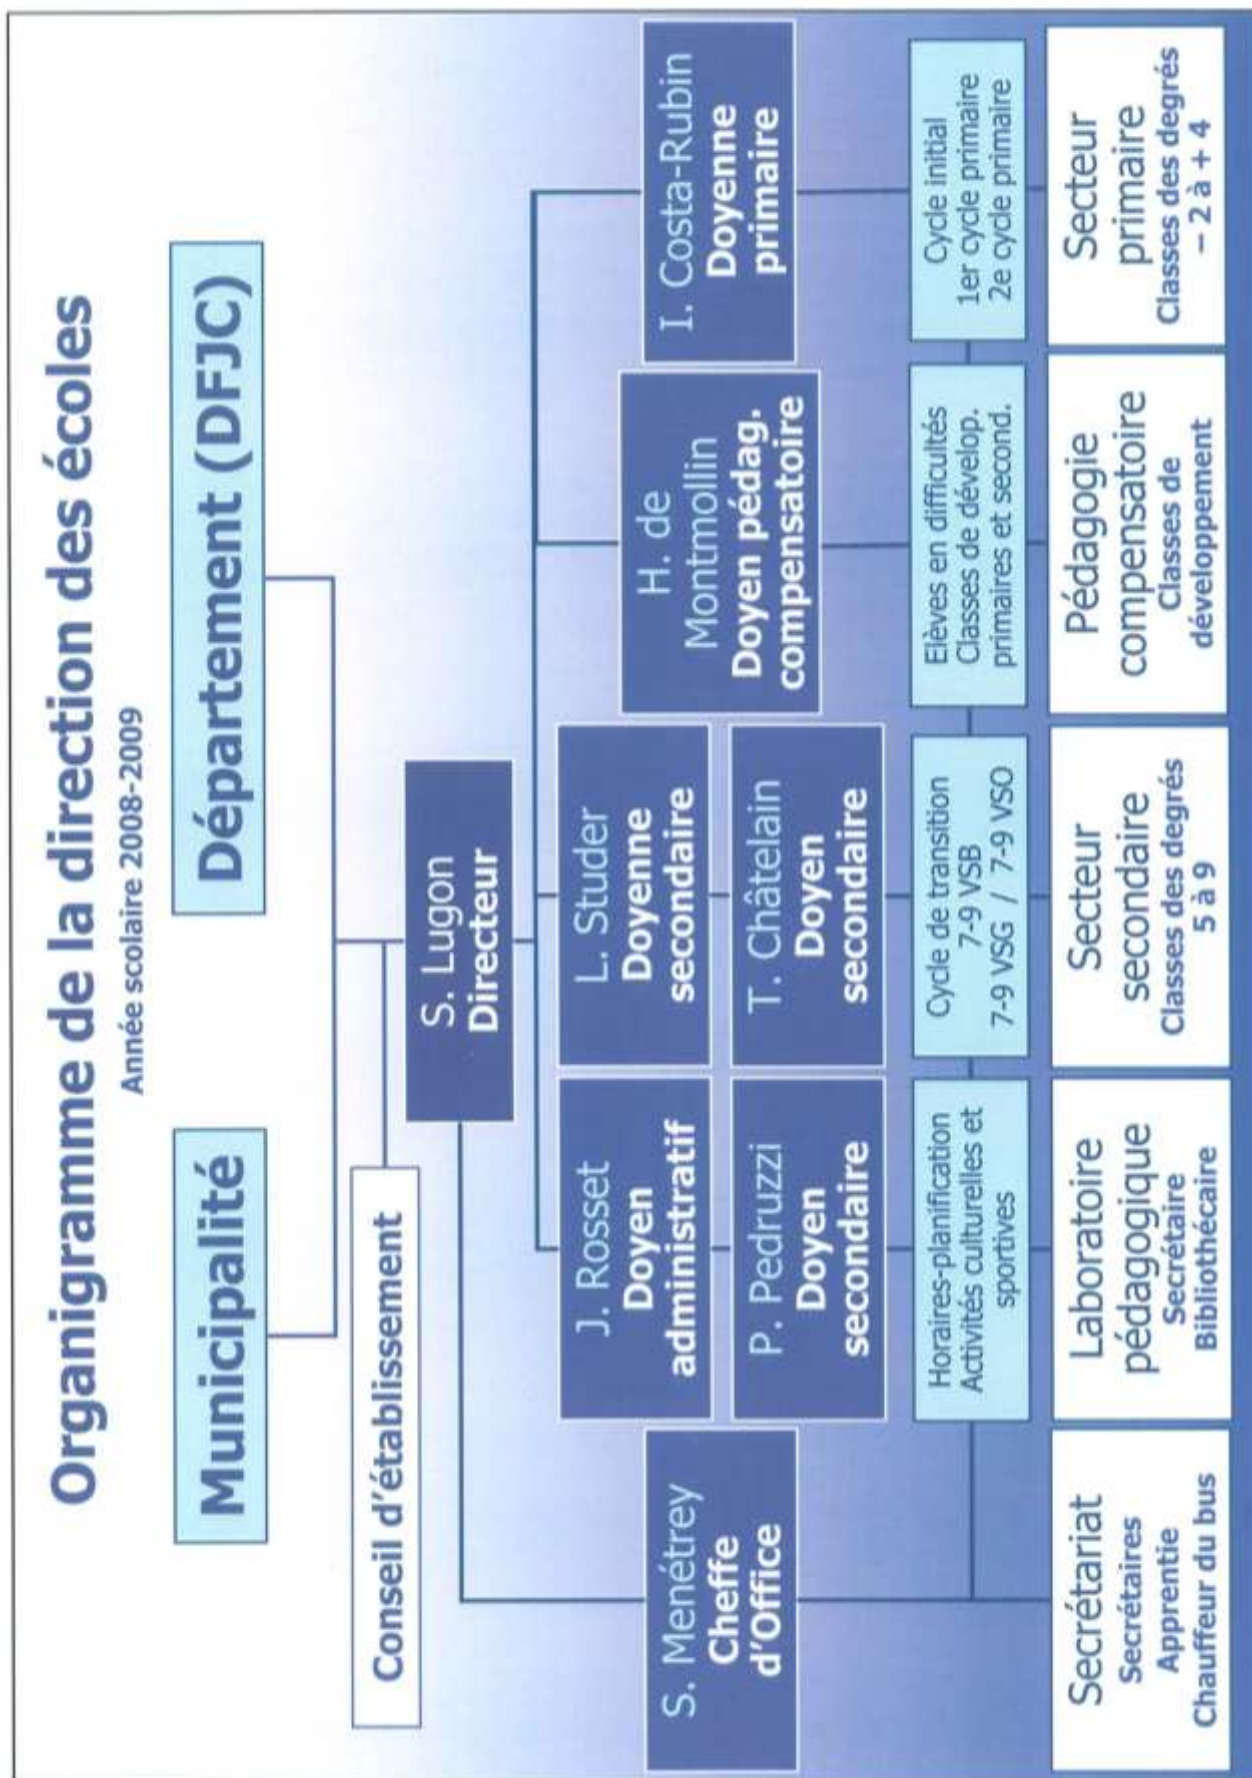 Organigramme de la direction des écoles
Année scolaire 2008-2009
Municipalité
Département (DFJC)
Conseil d'établissement
S. Lugon
Directeur
S. Menétrey
Cheffe
d'Office
J. Rosset
Doyen
administratif
P. Pedruzzi
Doyen
secondaire
L. Studer
Doyenne
secondaire
T. Châtelain
Doyen
secondaire
H. de
Montmollin
Doyen pédag.
compensatoire
I. Costa-Rubin
Doyenne
primaire
Horaires-planification
Activités culturelles et
sportives
Cycle de transition
7-9 VSB
7-9 VSG / 7-9 VSO
Elèves en difficultés
Classes de dévelop.
primaires et second.
Cycle initial
1er cycle primaire
2e cycle primaire
Secrétariat
Secrétaires
Apprentie
Chauffeur du bus
Laboratoire
pédagogique
Secrétaire
Bibliothécaire
Secteur
secondaire
Classes des degrés
5 à 9
Pédagogie
compensatoire
Classes de
développement
Secteur
primaire
Classes des degrés
– 2 à + 4